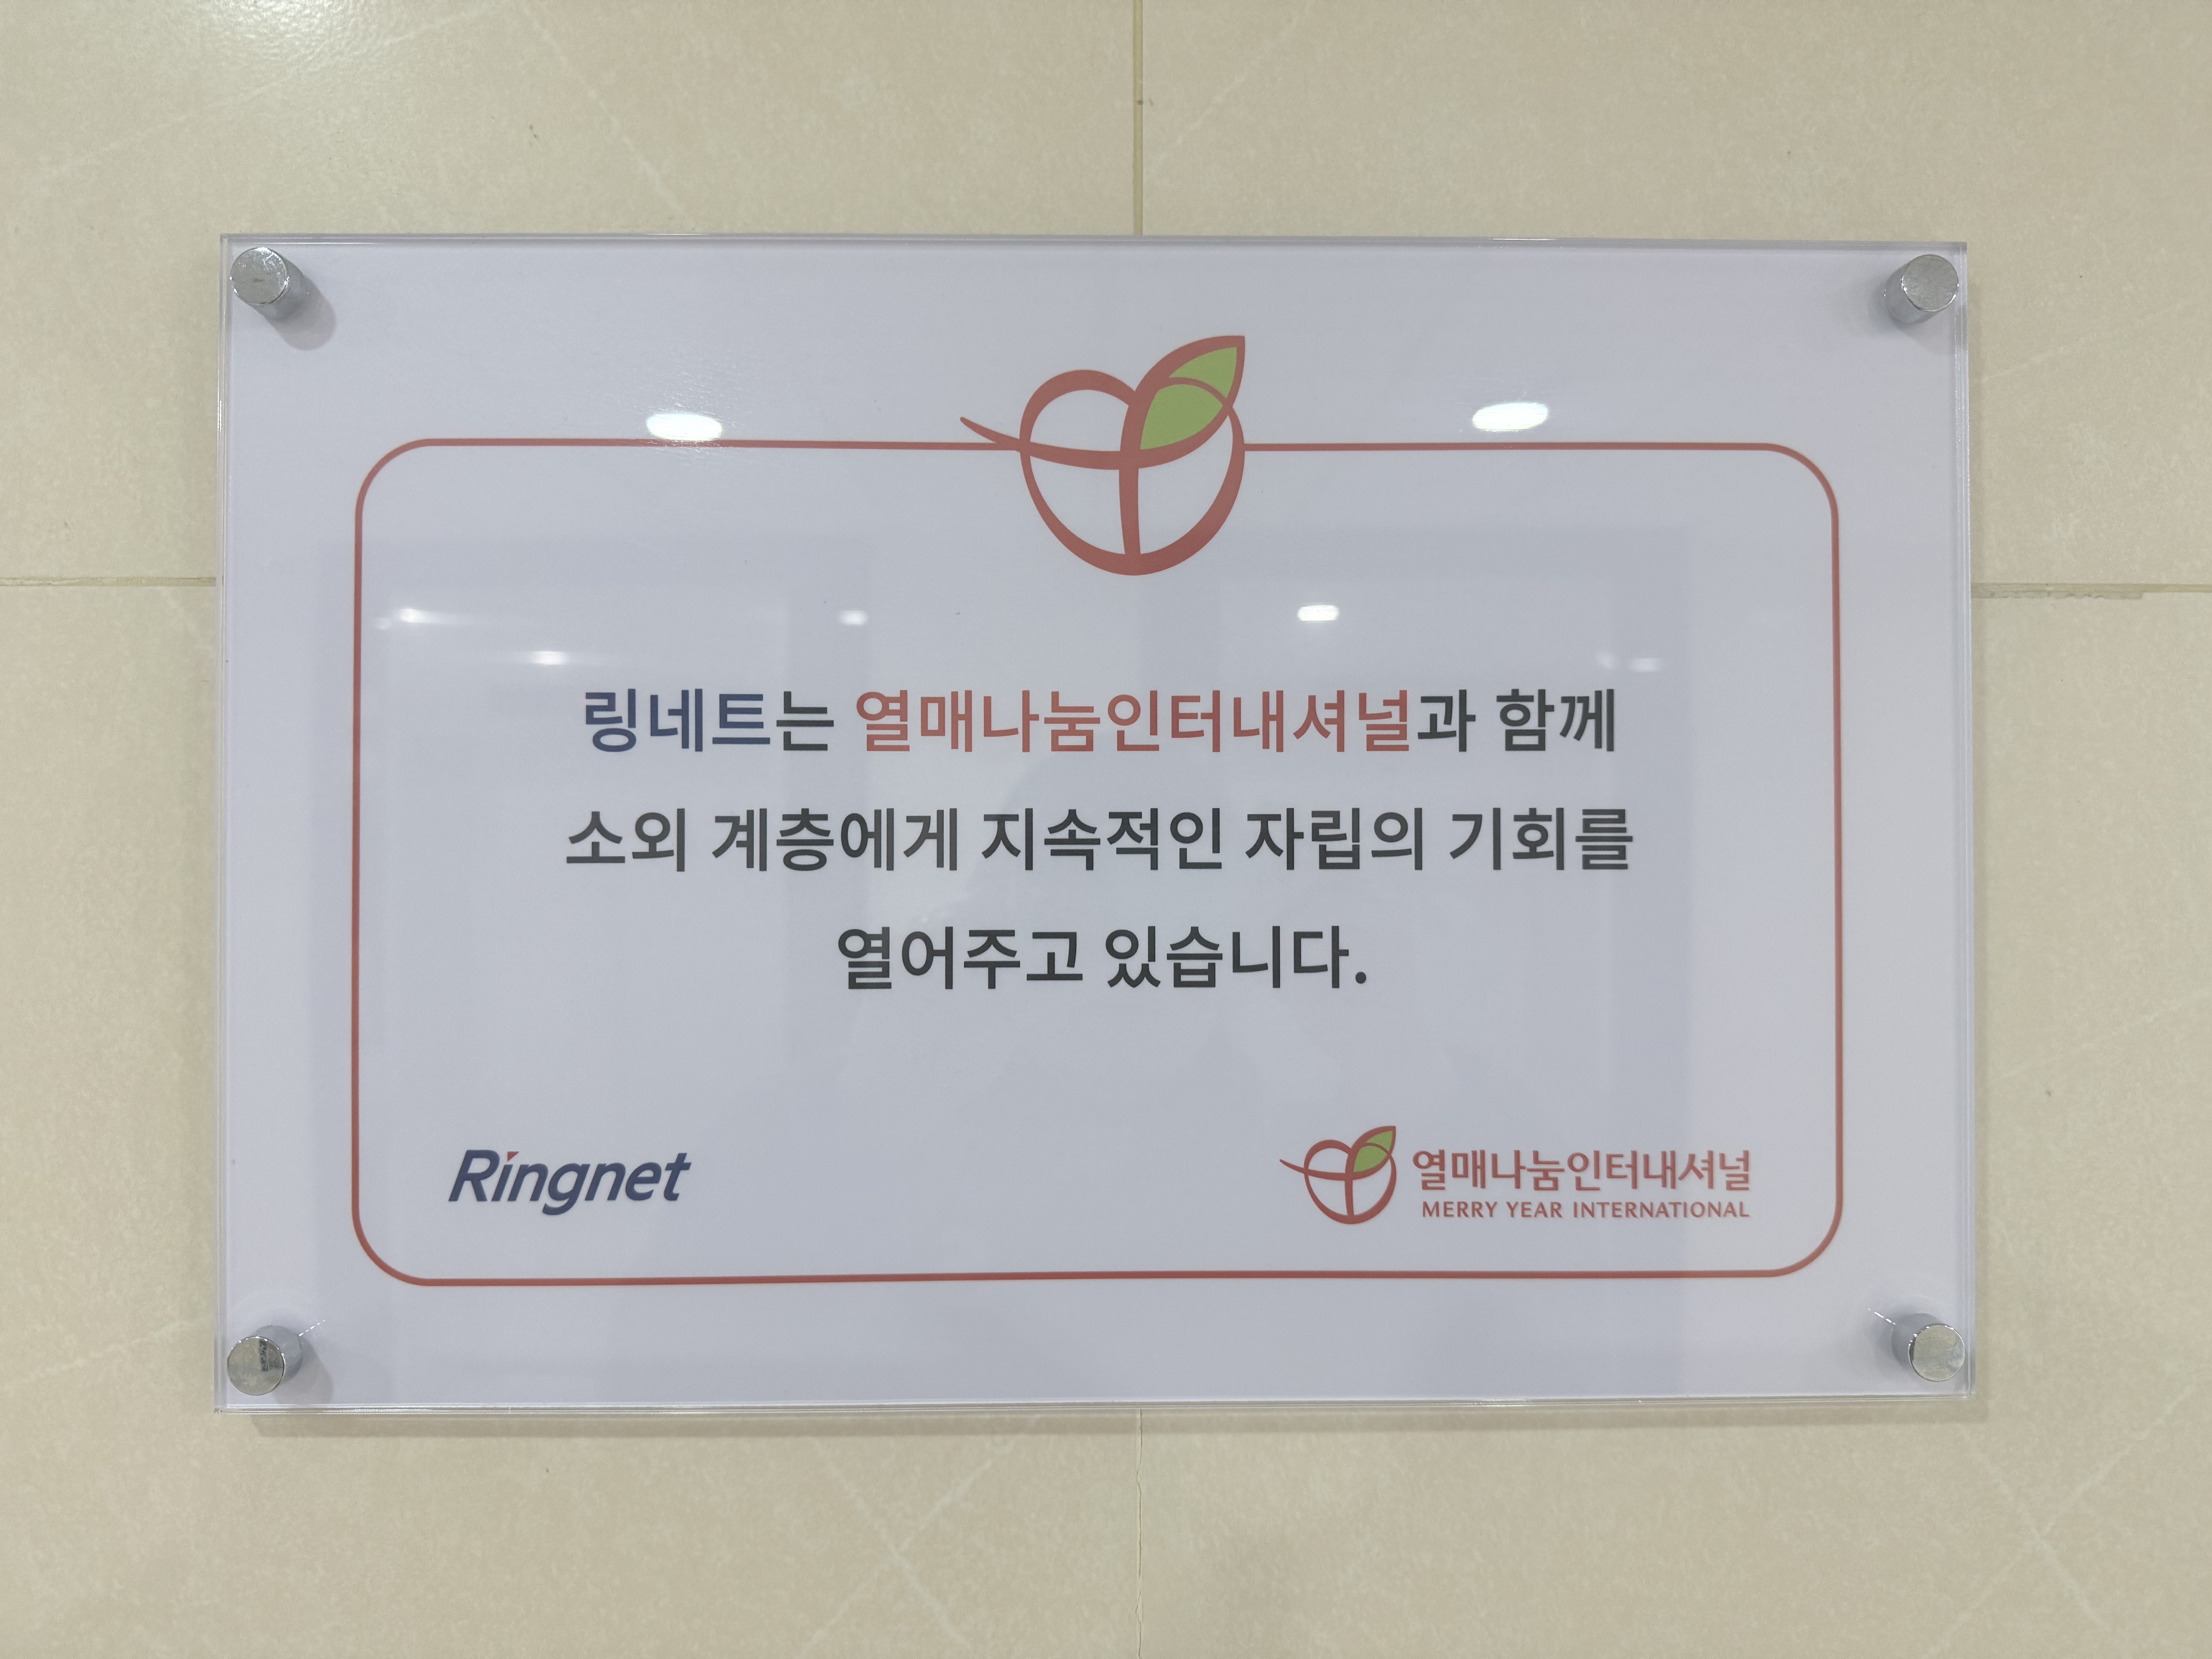 링네트는 열매나눔인터내셔널과 함께
소외 계층에게 지속적인 자립의 기회를
열어주고 있습니다.
Ringnet
열매나눔인터내셔널
MERRY YEAR INTERNATIONAL